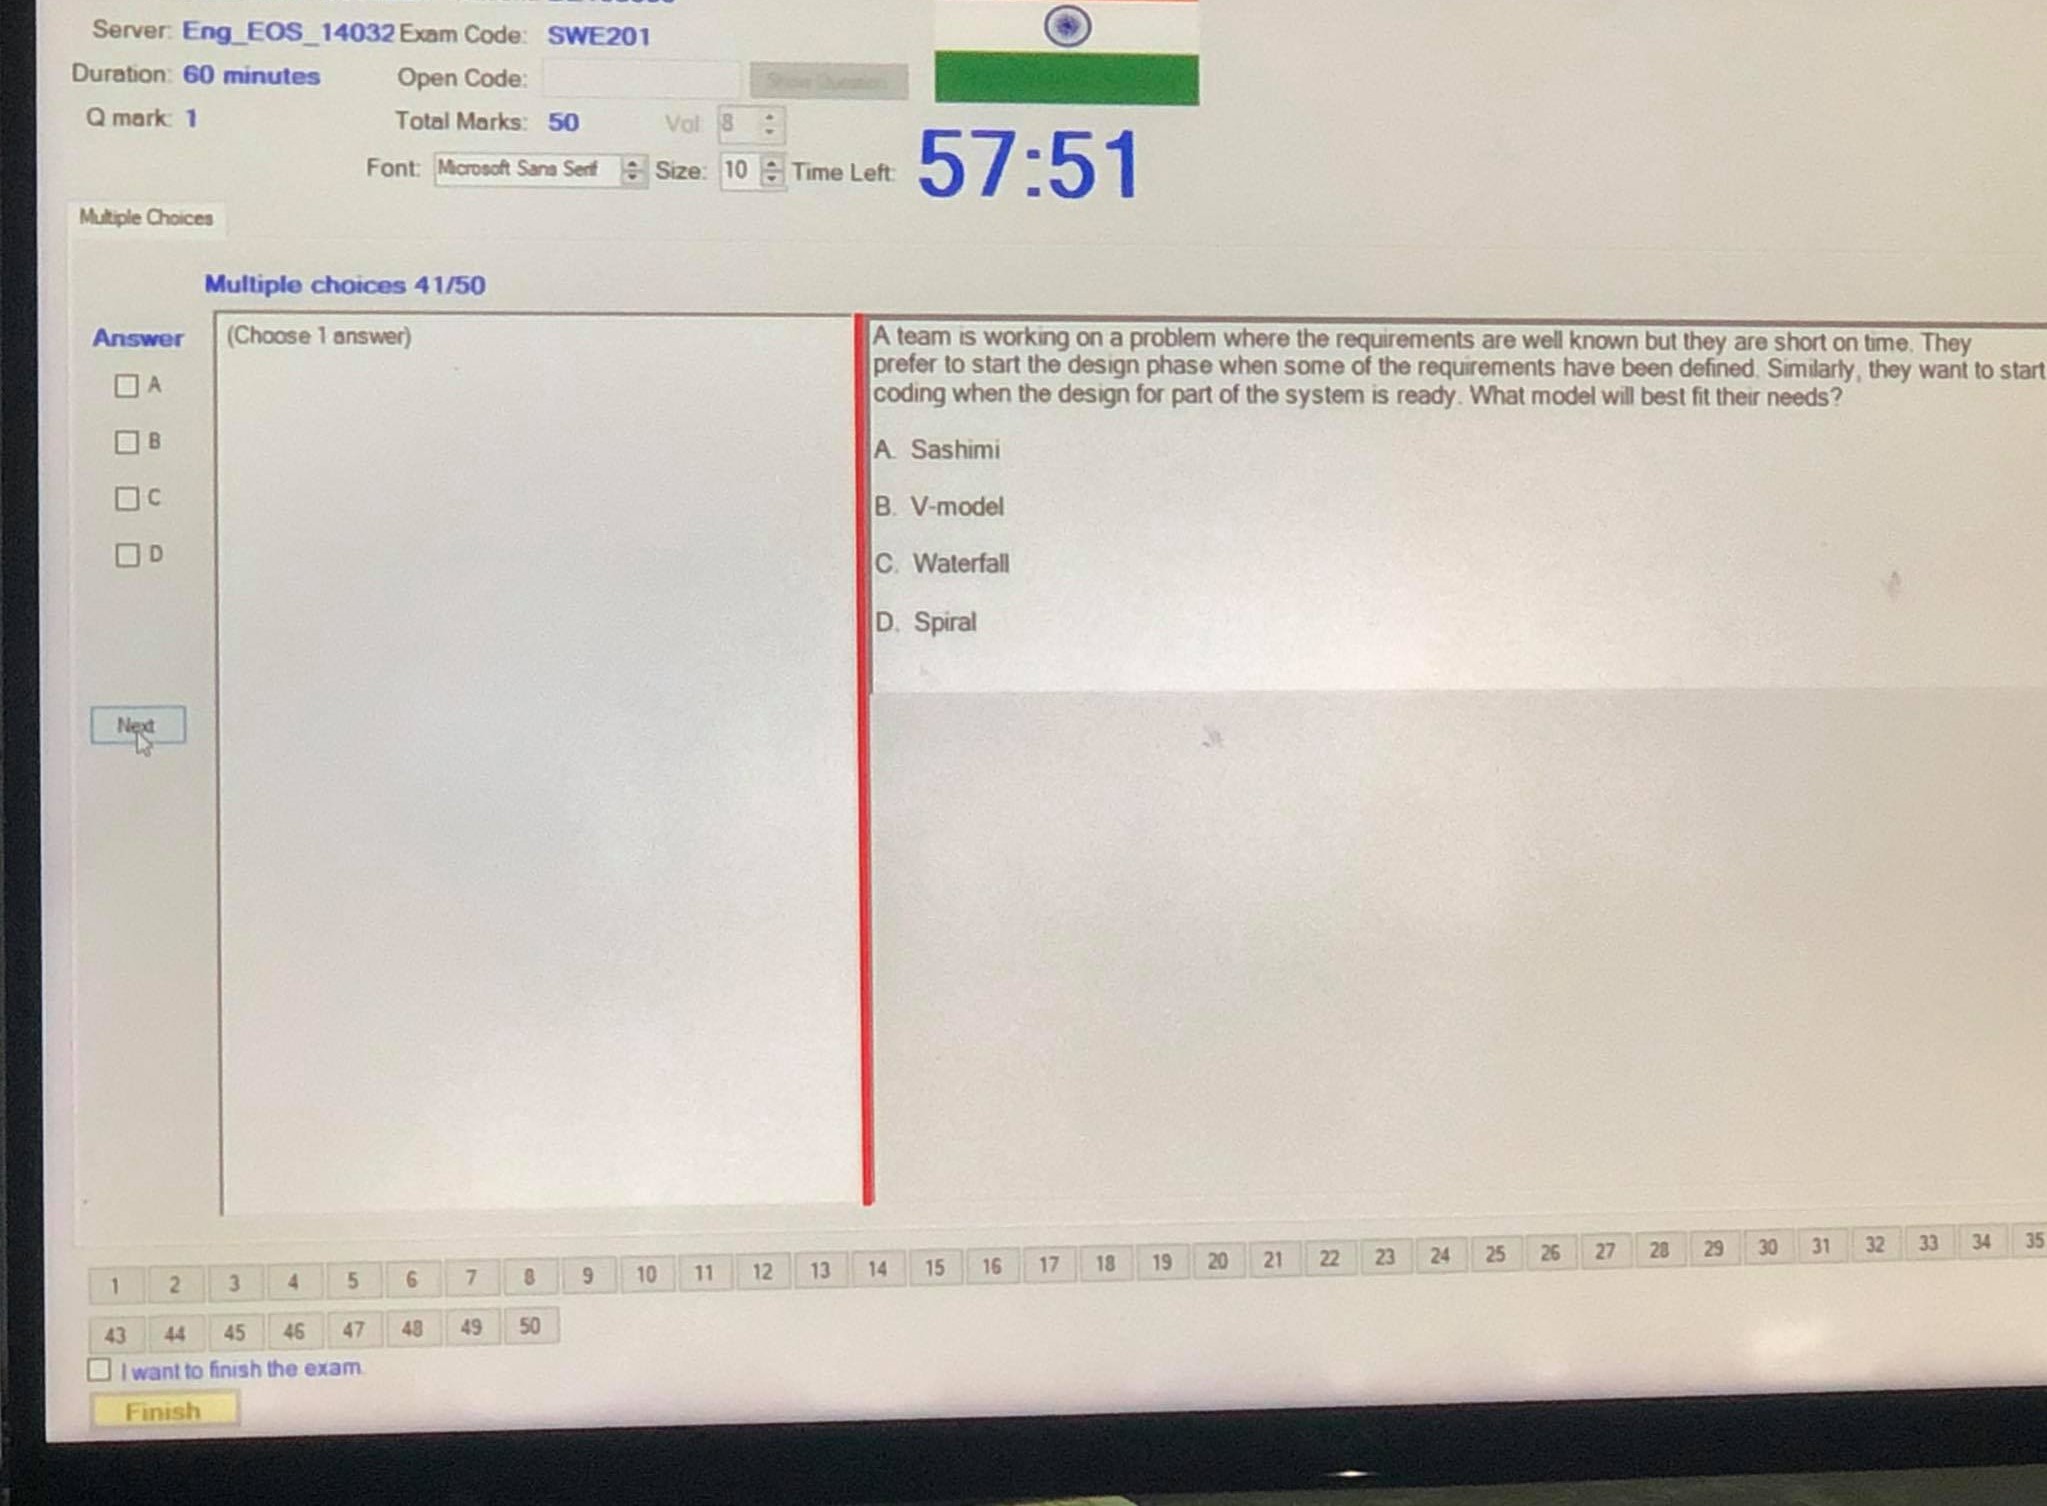 Server: Eng_EOS_14032 Exam Code: SWE201
Duration: 60 minutes Open Code: Show Question
Q mark: 1 Total Marks: 50 Vol: 8
Font: Microsoft Sans Serif Size: 10 Time Left: 57:51
Multiple Choices
Multiple choices 41/50
Answer
A
B
C
D
Next
(Choose 1 answer)
A team is working on a problem where the requirements are well known but they are short on time. They
prefer to start the design phase when some of the requirements have been defined. Similarly, they want to start
coding when the design for part of the system is ready. What model will best fit their needs?
A. Sashimi
B. V-model
C. Waterfall
D. Spiral
1 2 3 4 5 6 7 8 9 10 11 12 13 14 15 16 17 18 19 20 21 22 23 24 25 26 27 28 29 30 31 32 33 34 35
43 44 45 46 47 48 49 50
I want to finish the exam.
Finish